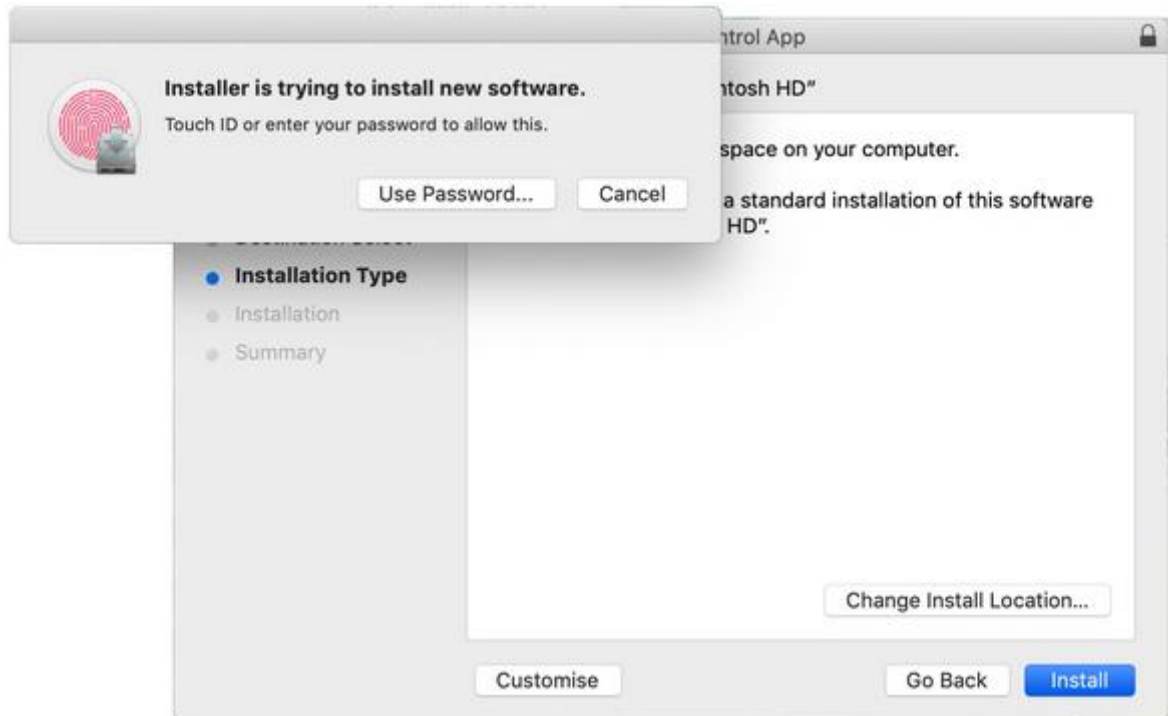 Installer is trying to install new software.
Touch ID or enter your password to allow this.
Use Password... Cancel
App
HD"
space on your computer.
a standard installation of this software
HD".
Installation Type
Installation
Summary
Change Install Location...
Customise Go Back Install